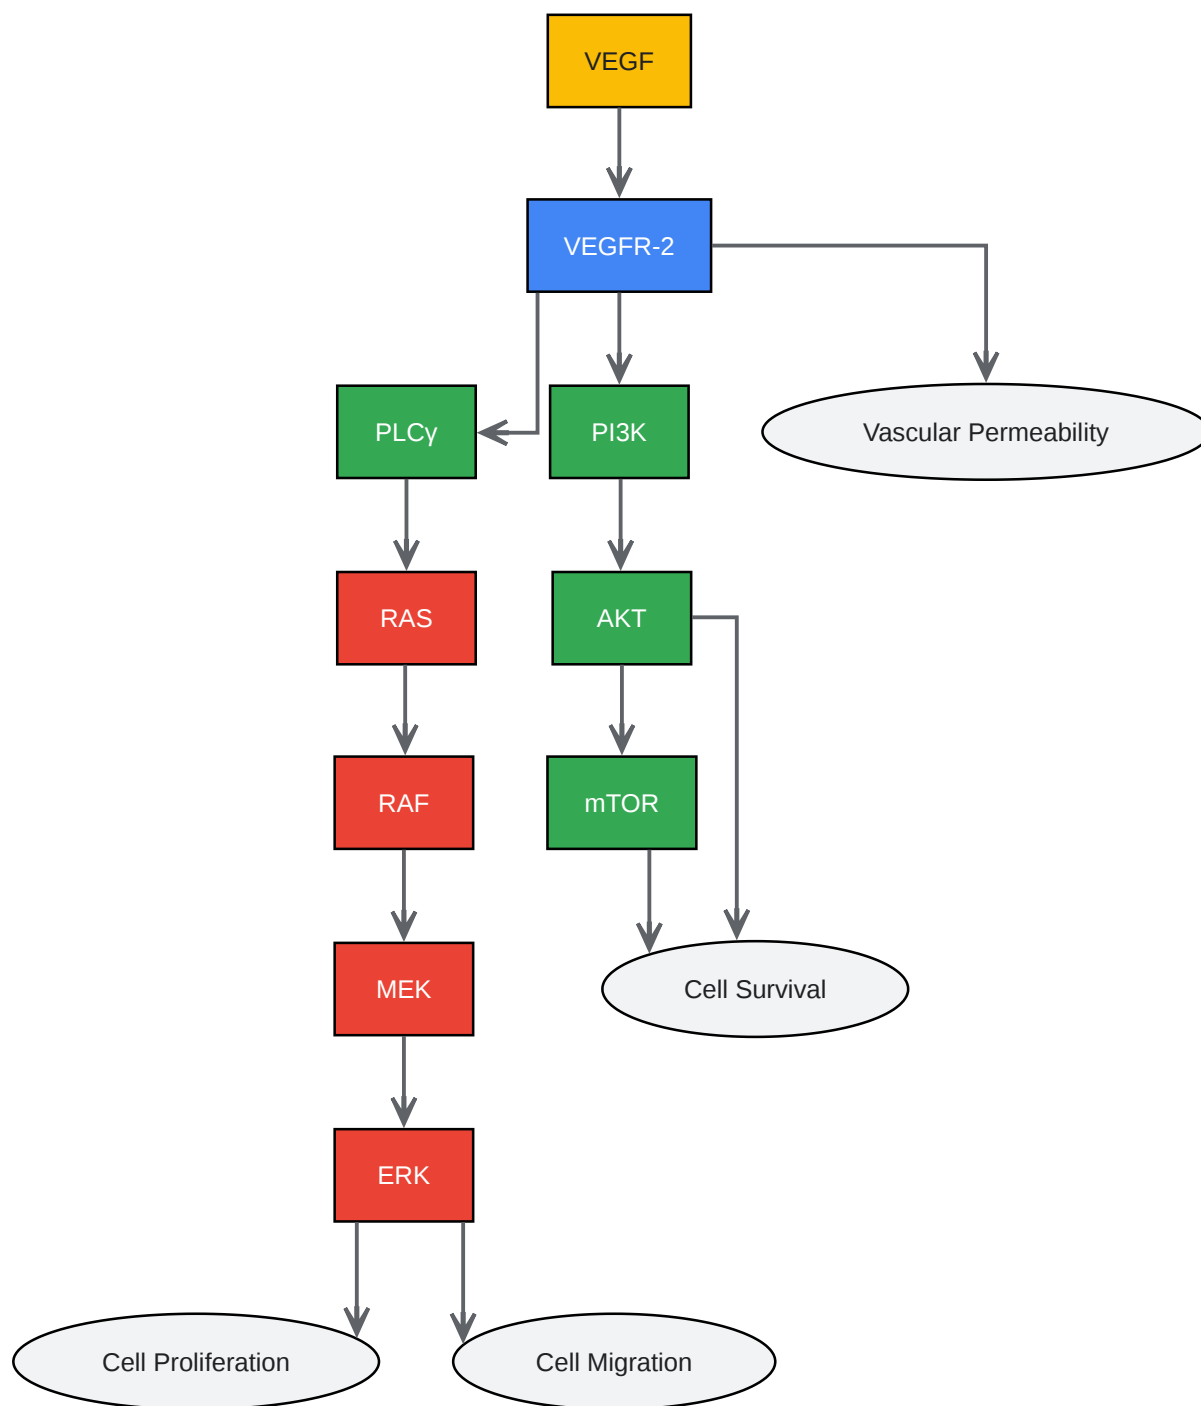 VEGF
VEGFR-2
PLCγ
PI3K
Vascular Permeability
RAS
AKT
RAF
mTOR
MEK
Cell Survival
ERK
Cell Proliferation
Cell Migration